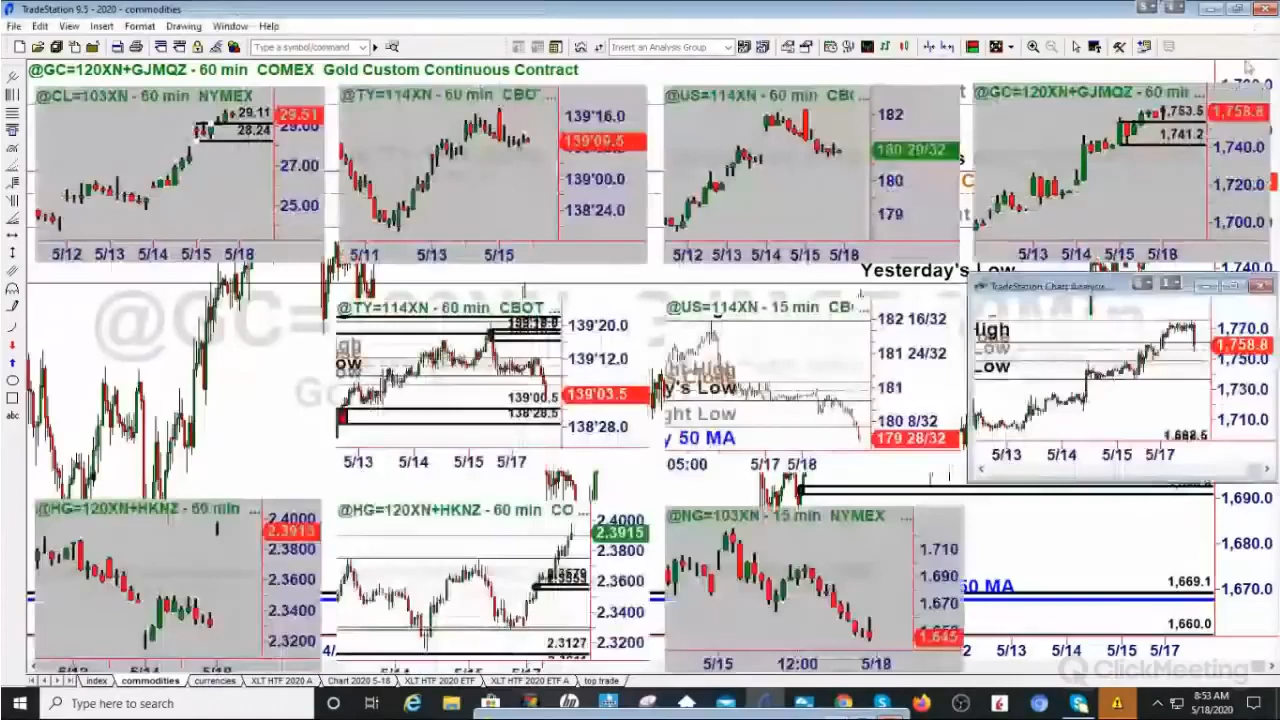 TradeStation 9.5 - 2020 - commodities
File Edit View Insert Format Drawing Window Help
Type a symbol/command
Insert an Analysis Group
@GC=120XN+GJMQZ - 60 min COMEX Gold Custom Continuous Contract
@CL=103XN - 60 min NYMEX
29.11
29.51
29.00
28.24
27.00
25.00
5/12 5/13 5/14 5/15 5/18
@TY=114XN - 60 min CBOT ...
139'16.0
139'09.5
139'00.0
138'24.0
5/11 5/13 5/15
@US=114XN - 60 min
182
180 29/32
180
179
5/12 5/13 5/14 5/15 5/18
@GC=120XN+GJMQZ - 60 min
1,753.5
1,758.8
1,741.2
1,740.0
1,720.0
1,700.0
5/13 5/14 5/15 5/18
Yesterday's Low
1,740.0
@TY=114XN - 60 min CBOT ...
139'20.0
139'12.0
139'00.5
139'03.5
138'28.5
138'28.0
5/13 5/14 5/15 5/17
@US=114XN - 15 min
182 16/32
181 24/32
181
y's Low
180 8/32
ght Low
50 MA
179 28/32
05:00 5/17 5/18
TradeStation Chart Analysis
High
Low
Low
1,770.0
1,758.8
1,750.0
1,730.0
1,710.0
5/13 5/14 5/15 5/17
@HG=120XN+HKNZ - 60 min ...
2.4000
2.3913
2.3800
2.3600
2.3400
2.3200
5/18
@HG=120XN+HKNZ - 60 min CO ...
2.4000
2.3915
2.3800
2.3600
2.3400
2.3127
2.3200
5/17
@NG=103XN - 15 min NYMEX ...
1.710
1.690
1.670
1.645
5/15 12:00 5/18
1,690.0
1,680.0
50 MA
1,669.1
1,670.0
1,660.0
5/13 5/14 5/15 5/17
ClickMeeting
index commodities currencies XLT HTF 2020 A Chart 2020 5-18 XLT HTF 2020 ETF XLT HTF 2020 ETF A top trade
Type here to search
8:53 AM
5/18/2020